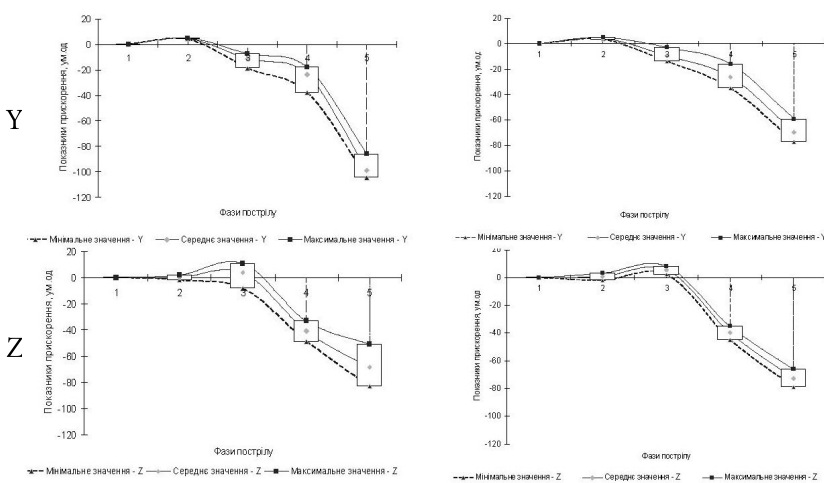 Y
Показники прискорення, ум.од
20
0
-20
-40
-60
-80
-100
-120
1 2 3 4 5
Фази пострілу
Мінімальне значення - Y Середнє значення - Y Максимальне значення - Y
Показники прискорення, ум.од
20
0
-20
-40
-60
-80
-100
-120
1 2 3 4 5
Фази пострілу
Мінімальне значення - Y Середнє значення - Y Максимальне значення - Y
Z
Показники прискорення, ум.од
20
0
-20
-40
-60
-80
-100
-120
1 2 3 4 5
Фази пострілу
Мінімальне значення - Z Середнє значення - Z Максимальне значення - Z
Показники прискорення, ум.од
20
0
-20
-40
-60
-80
-100
-120
1 2 3 4 5
Фази пострілу
Мінімальне значення - Z Середнє значення - Z Максимальне значення - Z